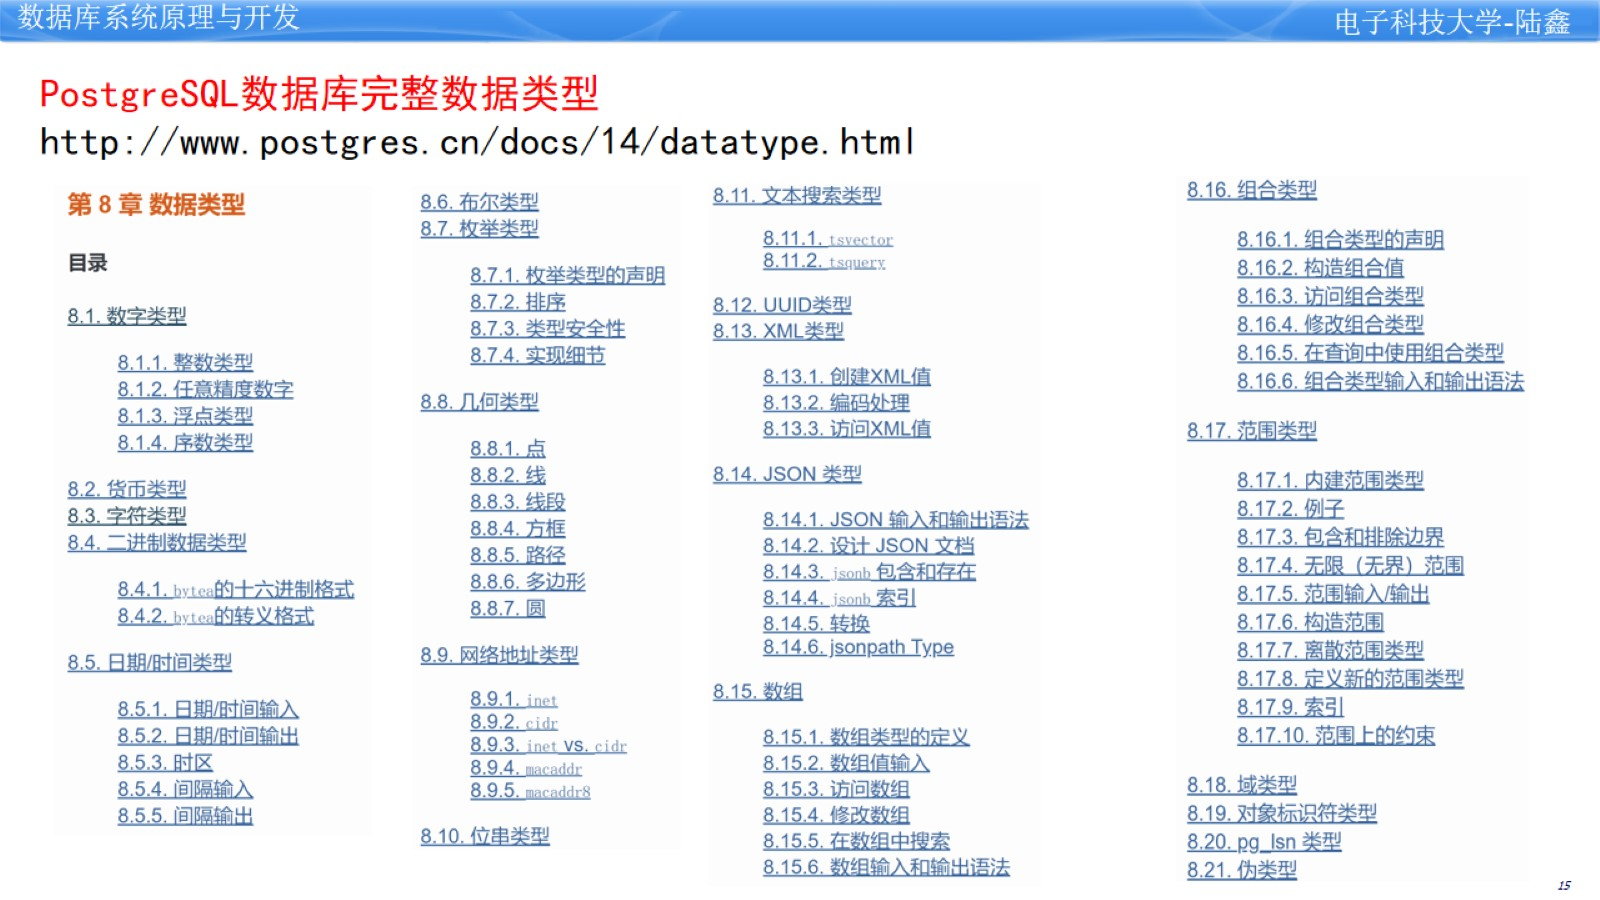 数据库系统原理与开发
电子科技大学-陆鑫
PostgreSQL数据库完整数据类型
http://www.postgres.cn/docs/14/datatype.html
第 8 章 数据类型
目录
8.1. 数字类型
8.1.1. 整数类型
8.1.2. 任意精度数字
8.1.3. 浮点类型
8.1.4. 序数类型
8.2. 货币类型
8.3. 字符类型
8.4. 二进制数据类型
8.4.1. bytea的十六进制格式
8.4.2. bytea的转义格式
8.5. 日期/时间类型
8.5.1. 日期/时间输入
8.5.2. 日期/时间输出
8.5.3. 时区
8.5.4. 间隔输入
8.5.5. 间隔输出
8.6. 布尔类型
8.7. 枚举类型
8.7.1. 枚举类型的声明
8.7.2. 排序
8.7.3. 类型安全性
8.7.4. 实现细节
8.8. 几何类型
8.8.1. 点
8.8.2. 线
8.8.3. 线段
8.8.4. 方框
8.8.5. 路径
8.8.6. 多边形
8.8.7. 圆
8.9. 网络地址类型
8.9.1. inet
8.9.2. cidr
8.9.3. inet vs. cidr
8.9.4. macaddr
8.9.5. macaddr8
8.10. 位串类型
8.11. 文本搜索类型
8.11.1. tsvector
8.11.2. tsquery
8.12. UUID类型
8.13. XML类型
8.13.1. 创建XML值
8.13.2. 编码处理
8.13.3. 访问XML值
8.14. JSON 类型
8.14.1. JSON 输入和输出语法
8.14.2. 设计 JSON 文档
8.14.3. jsonb 包含和存在
8.14.4. jsonb 索引
8.14.5. 转换
8.14.6. jsonpath Type
8.15. 数组
8.15.1. 数组类型的定义
8.15.2. 数组值输入
8.15.3. 访问数组
8.15.4. 修改数组
8.15.5. 在数组中搜索
8.15.6. 数组输入和输出语法
8.16. 组合类型
8.16.1. 组合类型的声明
8.16.2. 构造组合值
8.16.3. 访问组合类型
8.16.4. 修改组合类型
8.16.5. 在查询中使用组合类型
8.16.6. 组合类型输入和输出语法
8.17. 范围类型
8.17.1. 内建范围类型
8.17.2. 例子
8.17.3. 包含和排除边界
8.17.4. 无限（无界）范围
8.17.5. 范围输入/输出
8.17.6. 构造范围
8.17.7. 离散范围类型
8.17.8. 定义新的范围类型
8.17.9. 索引
8.17.10. 范围上的约束
8.18. 域类型
8.19. 对象标识符类型
8.20. pg_lsn 类型
8.21. 伪类型
15